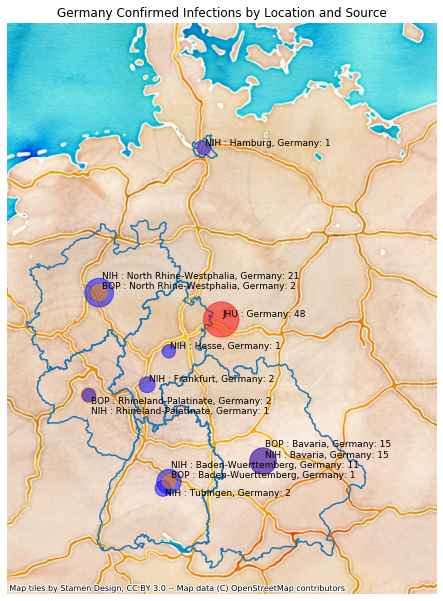 Germany Confirmed Infections by Location and Source
NIH : Hamburg, Germany: 1
NIH : North Rhine-Westphalia, Germany: 21
BOP : North Rhine-Westphalia, Germany: 2
JHU : Germany: 48
NIH : Hesse, Germany: 1
NIH : Frankfurt, Germany: 2
BOP : Rhineland-Palatinate, Germany: 2
NIH : Rhineland-Palatinate, Germany: 1
BOP : Bavaria, Germany: 15
NIH : Bavaria, Germany: 15
NIH : Baden-Wuerttemberg, Germany: 11
BOP : Baden-Wuerttemberg, Germany: 1
NIH : Tubingen, Germany: 2
Map tiles by Stamen Design, CC BY 3.0 -- Map data (C) OpenStreetMap contributors